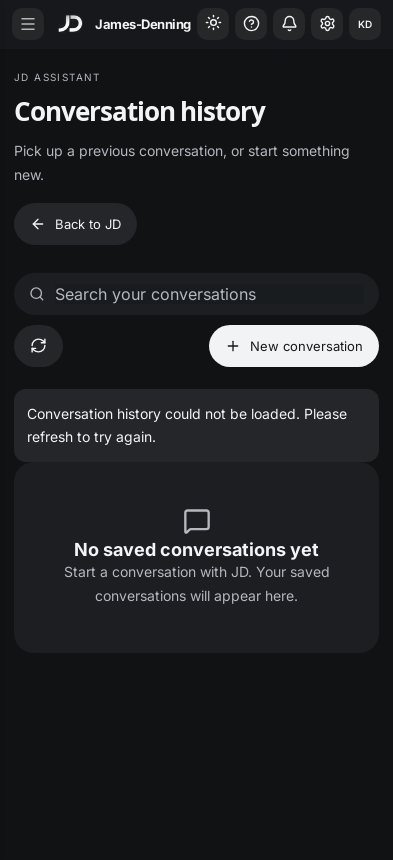 JD James-Denning KD
JD ASSISTANT
Conversation history
Pick up a previous conversation, or start something
new.
Back to JD
Search your conversations
New conversation
Conversation history could not be loaded. Please
refresh to try again.
No saved conversations yet
Start a conversation with JD. Your saved
conversations will appear here.